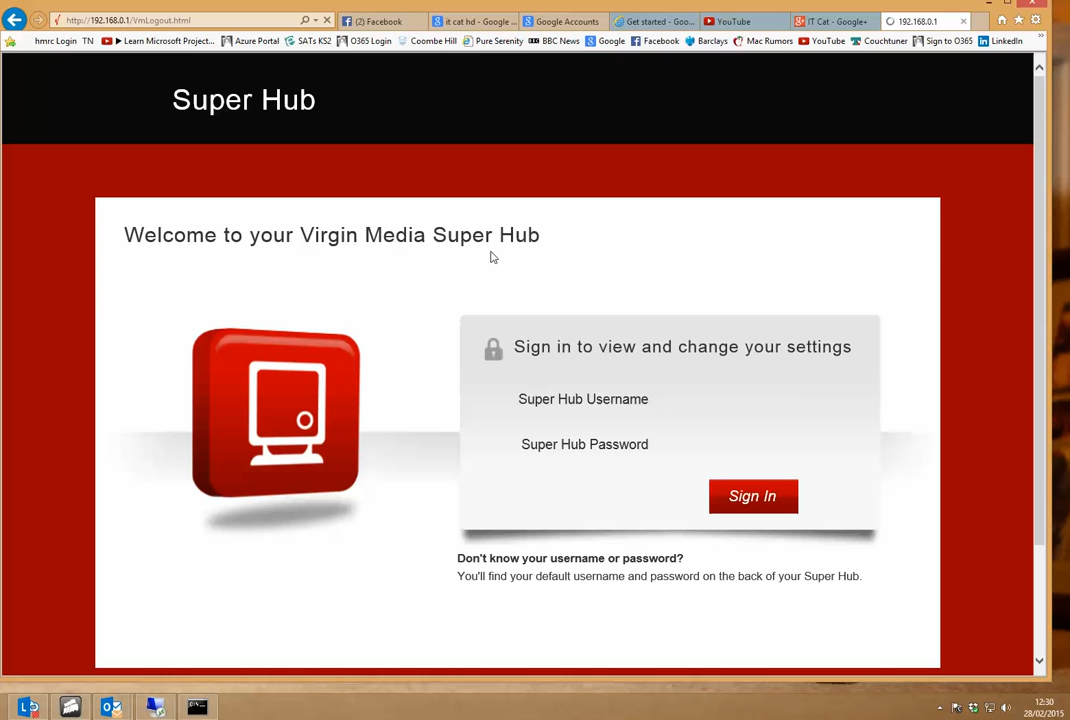 http://192.168.0.1/VmLogout.html
(2) Facebook
it cat hd - Google ...
Google Accounts
Get started - Goo...
YouTube
IT Cat - Google+
192.168.0.1
hmrc Login TN
Learn Microsoft Project...
Azure Portal
SATs KS2
O365 Login
Coombe Hill
Pure Serenity
BBC News
Google
Facebook
Barclays
Mac Rumors
YouTube
Couchtuner
Sign to O365
LinkedIn
Super Hub
Welcome to your Virgin Media Super Hub
Sign in to view and change your settings
Super Hub Username
Super Hub Password
Sign In
Don't know your username or password?
You'll find your default username and password on the back of your Super Hub.
12:30
28/02/2015